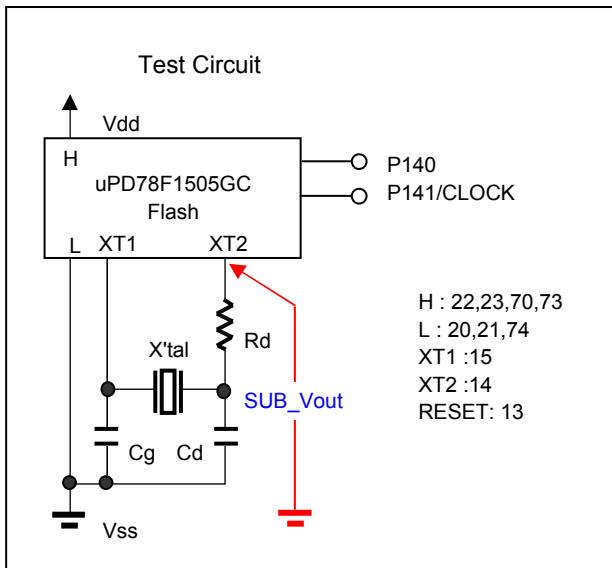 Test Circuit
Vdd
H
uPD78F1505GC
Flash
P140
P141/CLOCK
L XT1 XT2
H : 22,23,70,73
L : 20,21,74
XT1 :15
XT2 : 14
RESET: 13
X'tal
Rd
SUB_Vout
Cg Cd
Vss